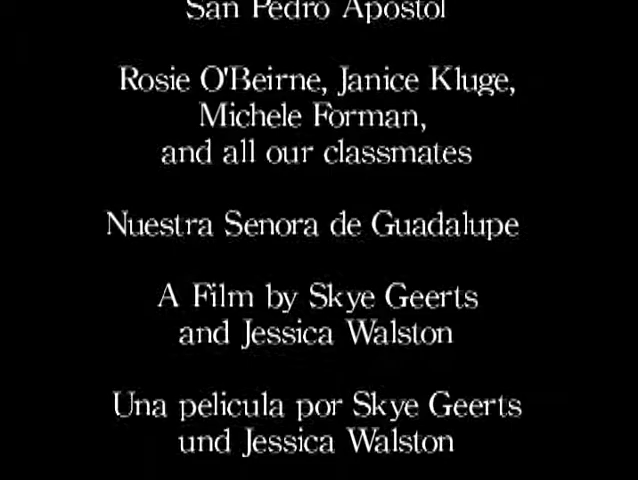 San Pedro Apostol
Rosie O'Beirne, Janice Kluge,
Michele Forman,
and all our classmates
Nuestra Senora de Guadalupe
A Film by Skye Geerts
and Jessica Walston
Una pelicula por Skye Geerts
und Jessica Walston